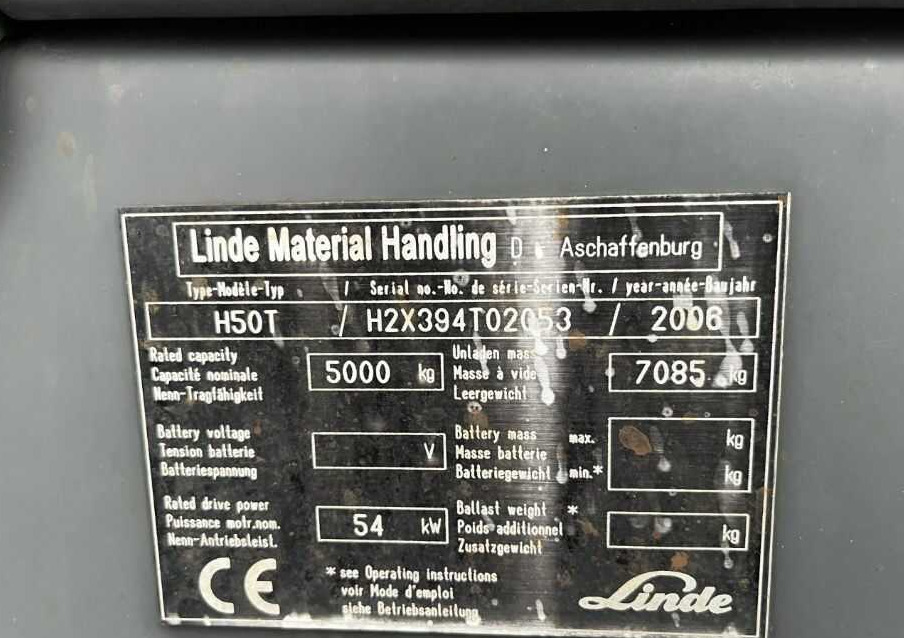 Linde Material Handling D Aschaffenburg
Type-Modèle-Typ / Serial no.-No. de série-Serien-Nr. / year-année-Baujahr
H50T / H2X394T02053 / 2006
Rated capacity
Capacité nominale
Nenn-Tragfähigkeit
5000 kg
Unladen mass
Masse à vide
Leergewicht
7085 kg
Battery voltage
Tension batterie
Batteriespannung
V
Battery mass max.
Masse batterie
Batteriegewicht min.*
kg
kg
Rated drive power
Puissance motr.nom.
Nenn-Antriebsleist.
54 kW
Ballast weight *
Poids additionnel
Zusatzgewicht
kg
CE
* see Operating instructions
voir Mode d'emploi
siehe Betriebsanleitung
Linde